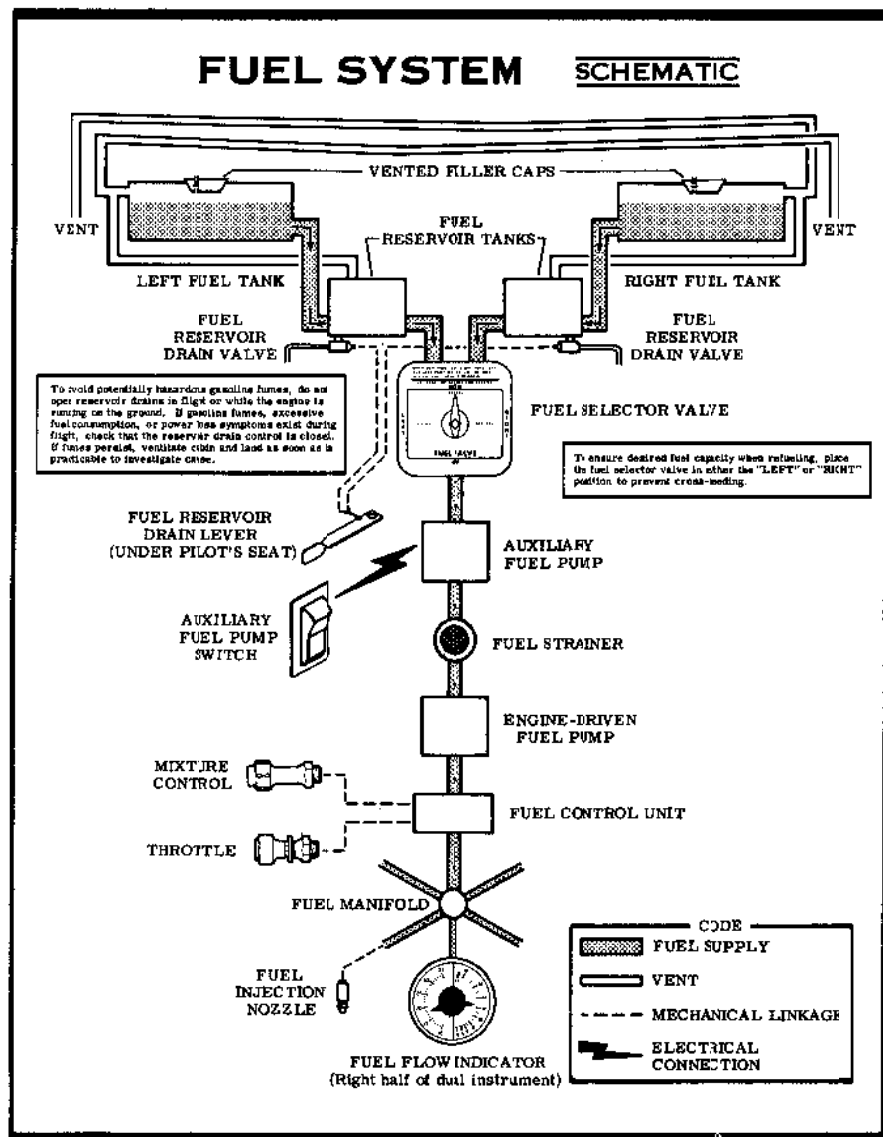 FUEL SYSTEM SCHEMATIC
VENTED FILLER CAPS
VENT
FUEL
RESERVOIR TANKS
VENT
LEFT FUEL TANK
RIGHT FUEL TANK
FUEL
RESERVOIR
DRAIN VALVE
FUEL
RESERVOIR
DRAIN VALVE
To avoid potentially hazardous gasoline fumes, do not
open reservoir drains in flight or while the engine is
running on the ground. If gasoline fumes, excessive
fuel consumption, or power loss symptoms exist during
flight, check that the reservoir drain control is closed.
If fumes persist, ventilate cabin and land as soon as is
practicable to investigate cause.
FUEL SELECTOR VALVE
FUEL VALVE
To ensure desired fuel capacity when refueling, place
the fuel selector valve in either the "LEFT" or "RIGHT"
position to prevent cross-feeding.
FUEL RESERVOIR
DRAIN LEVER
(UNDER PILOT'S SEAT)
AUXILIARY
FUEL PUMP
AUXILIARY
FUEL PUMP
SWITCH
FUEL STRAINER
ENGINE-DRIVEN
FUEL PUMP
MIXTURE
CONTROL
FUEL CONTROL UNIT
THROTTLE
FUEL MANIFOLD
FUEL
INJECTION
NOZZLE
FUEL FLOW INDICATOR
(Right half of dual instrument)
CODE
FUEL SUPPLY
VENT
MECHANICAL LINKAGE
ELECTRICAL
CONNECTION